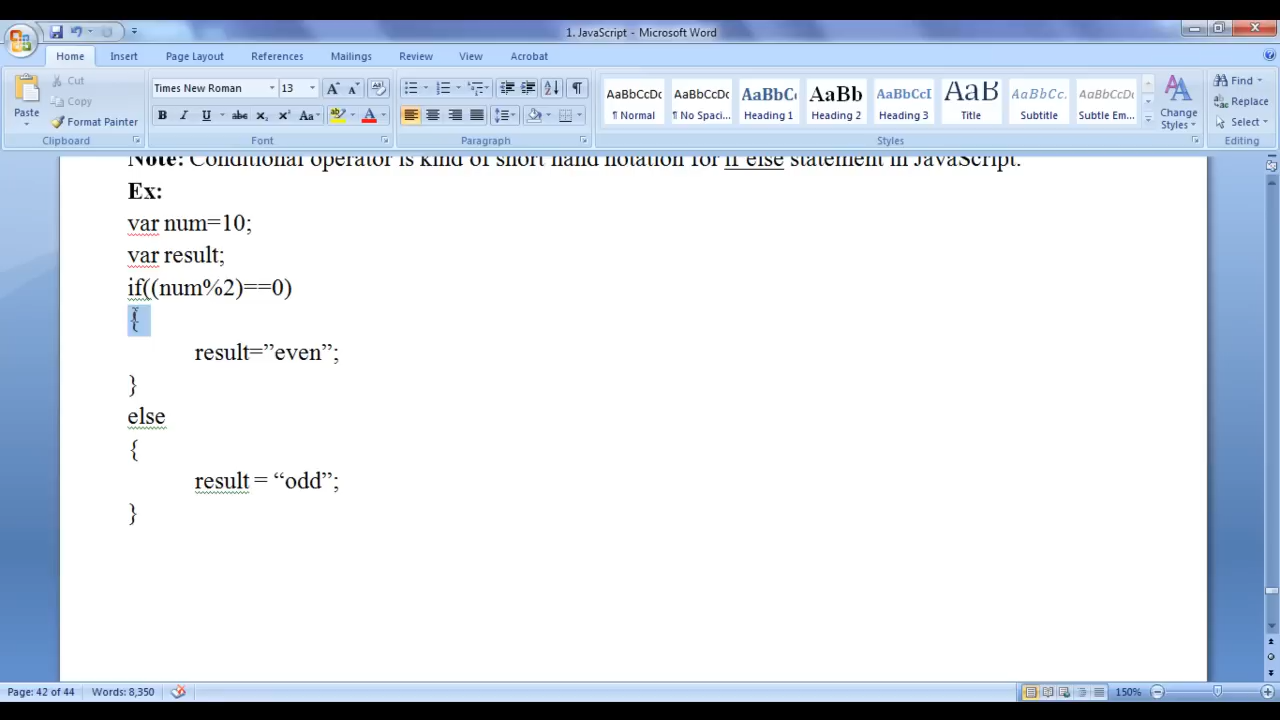 1. JavaScript - Microsoft Word
Home Insert Page Layout References Mailings Review View Acrobat
Paste
Cut
Copy
Format Painter
Clipboard
Times New Roman 13
B I U abc x₂ x² Aa A
Font
Paragraph
AaBbCcDc AaBbCcDc AaBbC AaBb AaBbCcI AaB AaBbCc. AaBbCcDc
¶ Normal ¶ No Spaci... Heading 1 Heading 2 Heading 3 Title Subtitle Subtle Em...
Change Styles
Styles
Find
Replace
Select
Editing
Note: Conditional operator is kind of short hand notation for if else statement in JavaScript.
Ex:
var num=10;
var result;
if((num%2)==0)
{
result=”even”;
}
else
{
result = “odd”;
}
Page: 42 of 44 Words: 8,350 150%